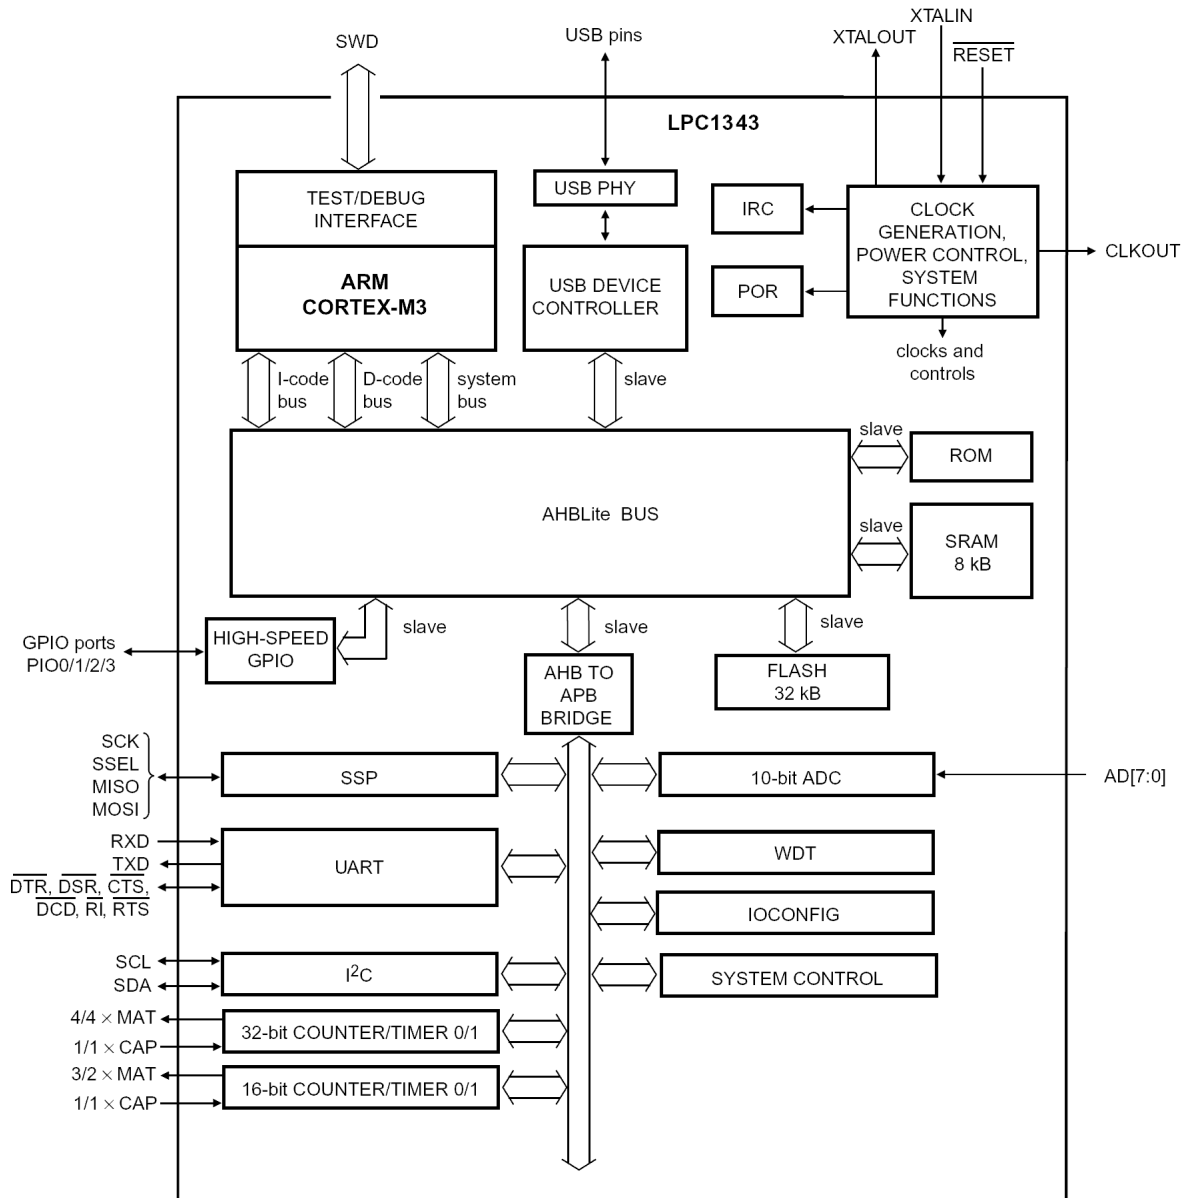 XTALIN
SWD
USB pins
XTALOUT
RESET
LPC1343
TEST/DEBUG
INTERFACE
USB PHY
IRC
CLOCK
GENERATION,
POWER CONTROL,
SYSTEM
FUNCTIONS
CLKOUT
ARM
CORTEX-M3
USB DEVICE
CONTROLLER
POR
clocks and
controls
I-code
bus
D-code
bus
system
bus
slave
slave
ROM
AHBLite BUS
slave
SRAM
8 kB
GPIO ports
PIO0/1/2/3
HIGH-SPEED
GPIO
slave
slave
slave
AHB TO
APB
BRIDGE
FLASH
32 kB
SCK
SSEL
MISO
MOSI
SSP
10-bit ADC
AD[7:0]
RXD
TXD
DTR, DSR, CTS,
DCD, RI, RTS
UART
WDT
IOCONFIG
SCL
SDA
I²C
SYSTEM CONTROL
4/4 × MAT
1/1 × CAP
32-bit COUNTER/TIMER 0/1
3/2 × MAT
1/1 × CAP
16-bit COUNTER/TIMER 0/1